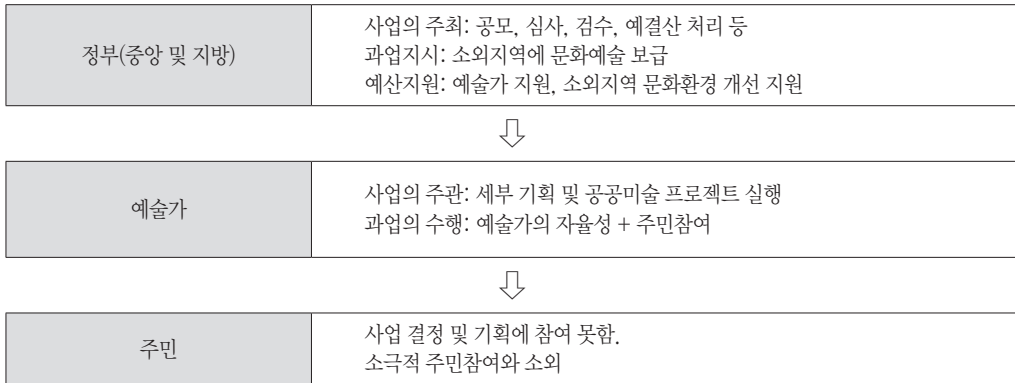 정부(중앙 및 지방)
사업의 주최: 공모, 심사, 검수, 예결산 처리 등
과업지시: 소외지역에 문화예술 보급
예산지원: 예술가 지원, 소외지역 문화환경 개선 지원
예술가
사업의 주관: 세부 기획 및 공공미술 프로젝트 실행
과업의 수행: 예술가의 자율성 + 주민참여
주민
사업 결정 및 기획에 참여 못함.
소극적 주민참여와 소외